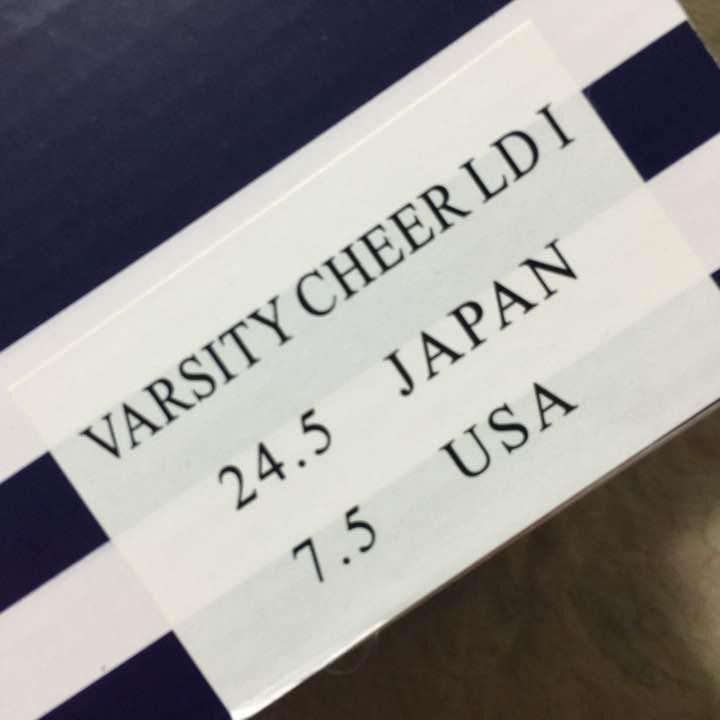 VARSITY CHEER LD I
24.5 JAPAN
7.5 USA